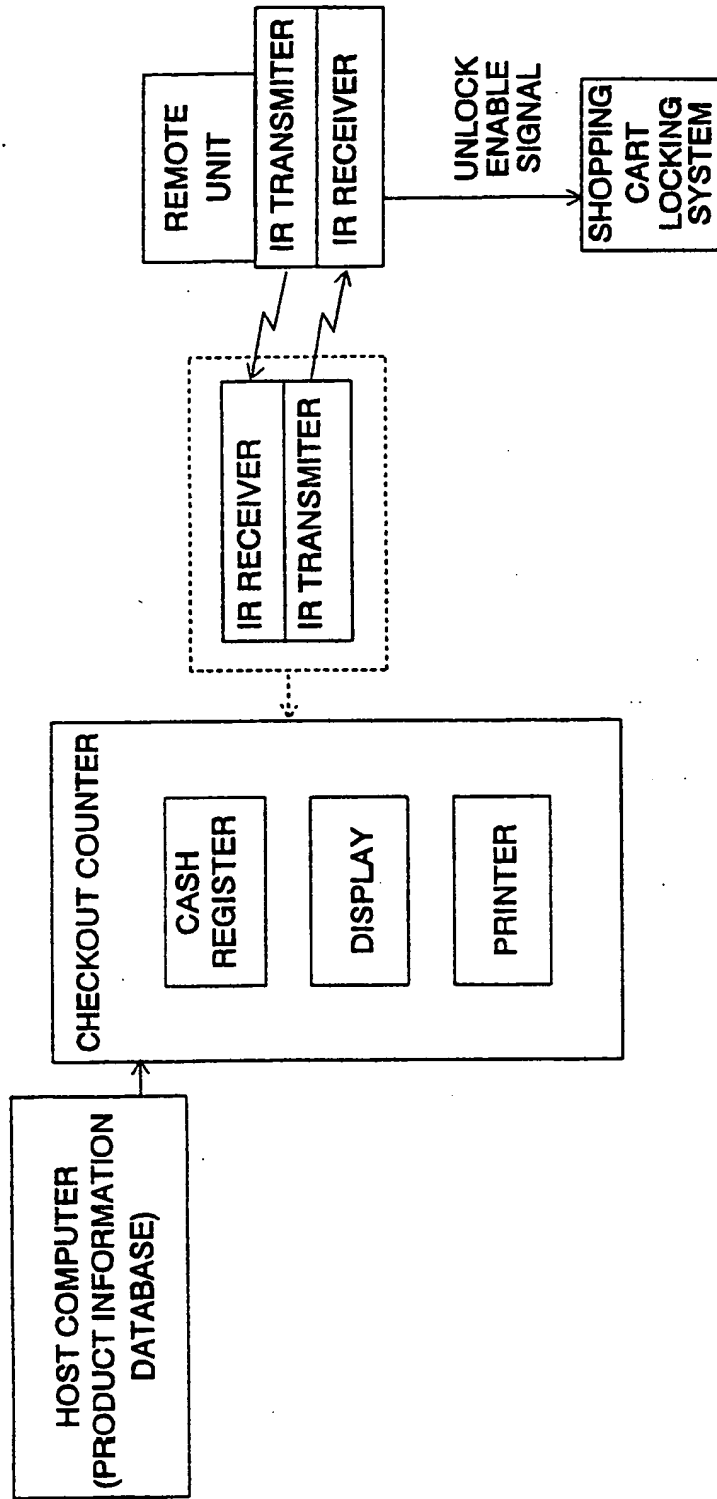 HOST COMPUTER
(PRODUCT INFORMATION
DATABASE)
CHECKOUT COUNTER
CASH
REGISTER
DISPLAY
PRINTER
IR RECEIVER
IR TRANSMITER
REMOTE
UNIT
IR TRANSMITER
IR RECEIVER
UNLOCK
ENABLE
SIGNAL
SHOPPING
CART
LOCKING
SYSTEM